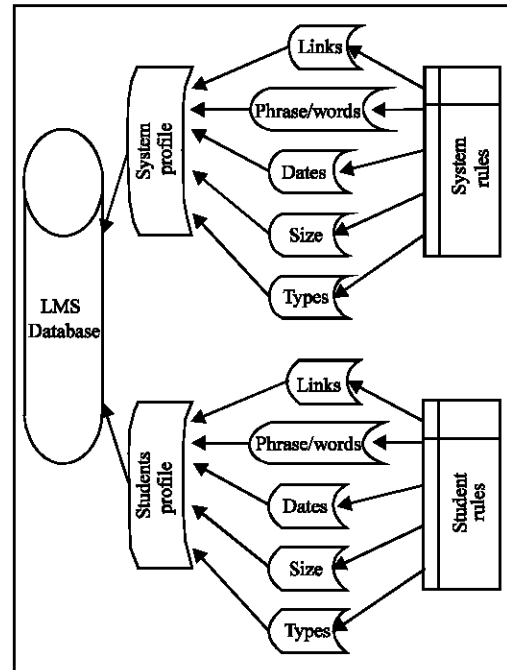 Links
Phrase/words
Dates
Size
Types
System
profile
System
rules
LMS
Database
Links
Phrase/words
Dates
Size
Types
Students
profile
Student
rules